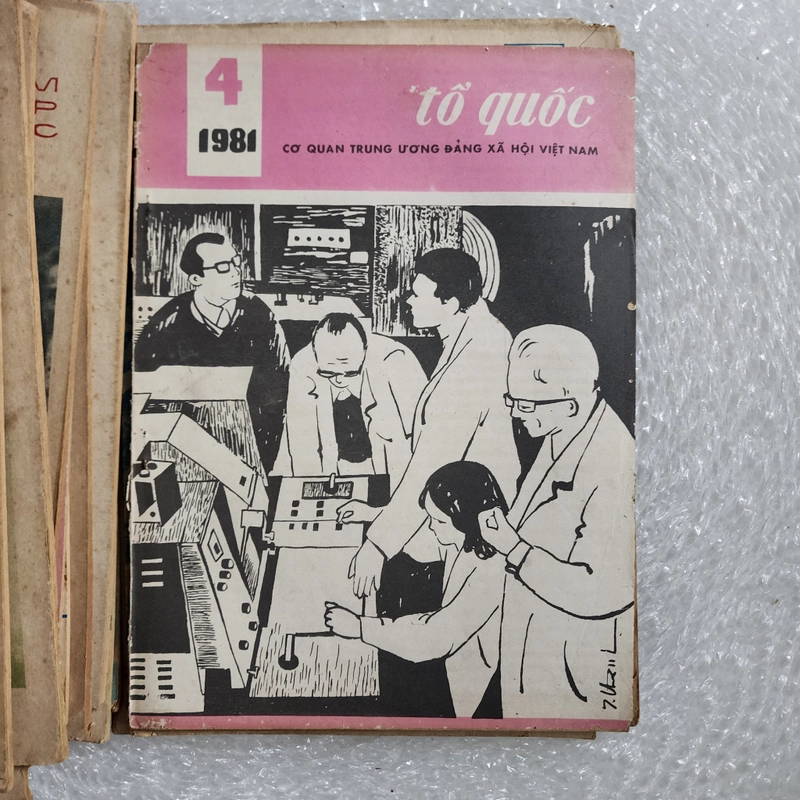 4
1981
tổ quốc
CƠ QUAN TRUNG ƯƠNG ĐẢNG XÃ HỘI VIỆT NAM